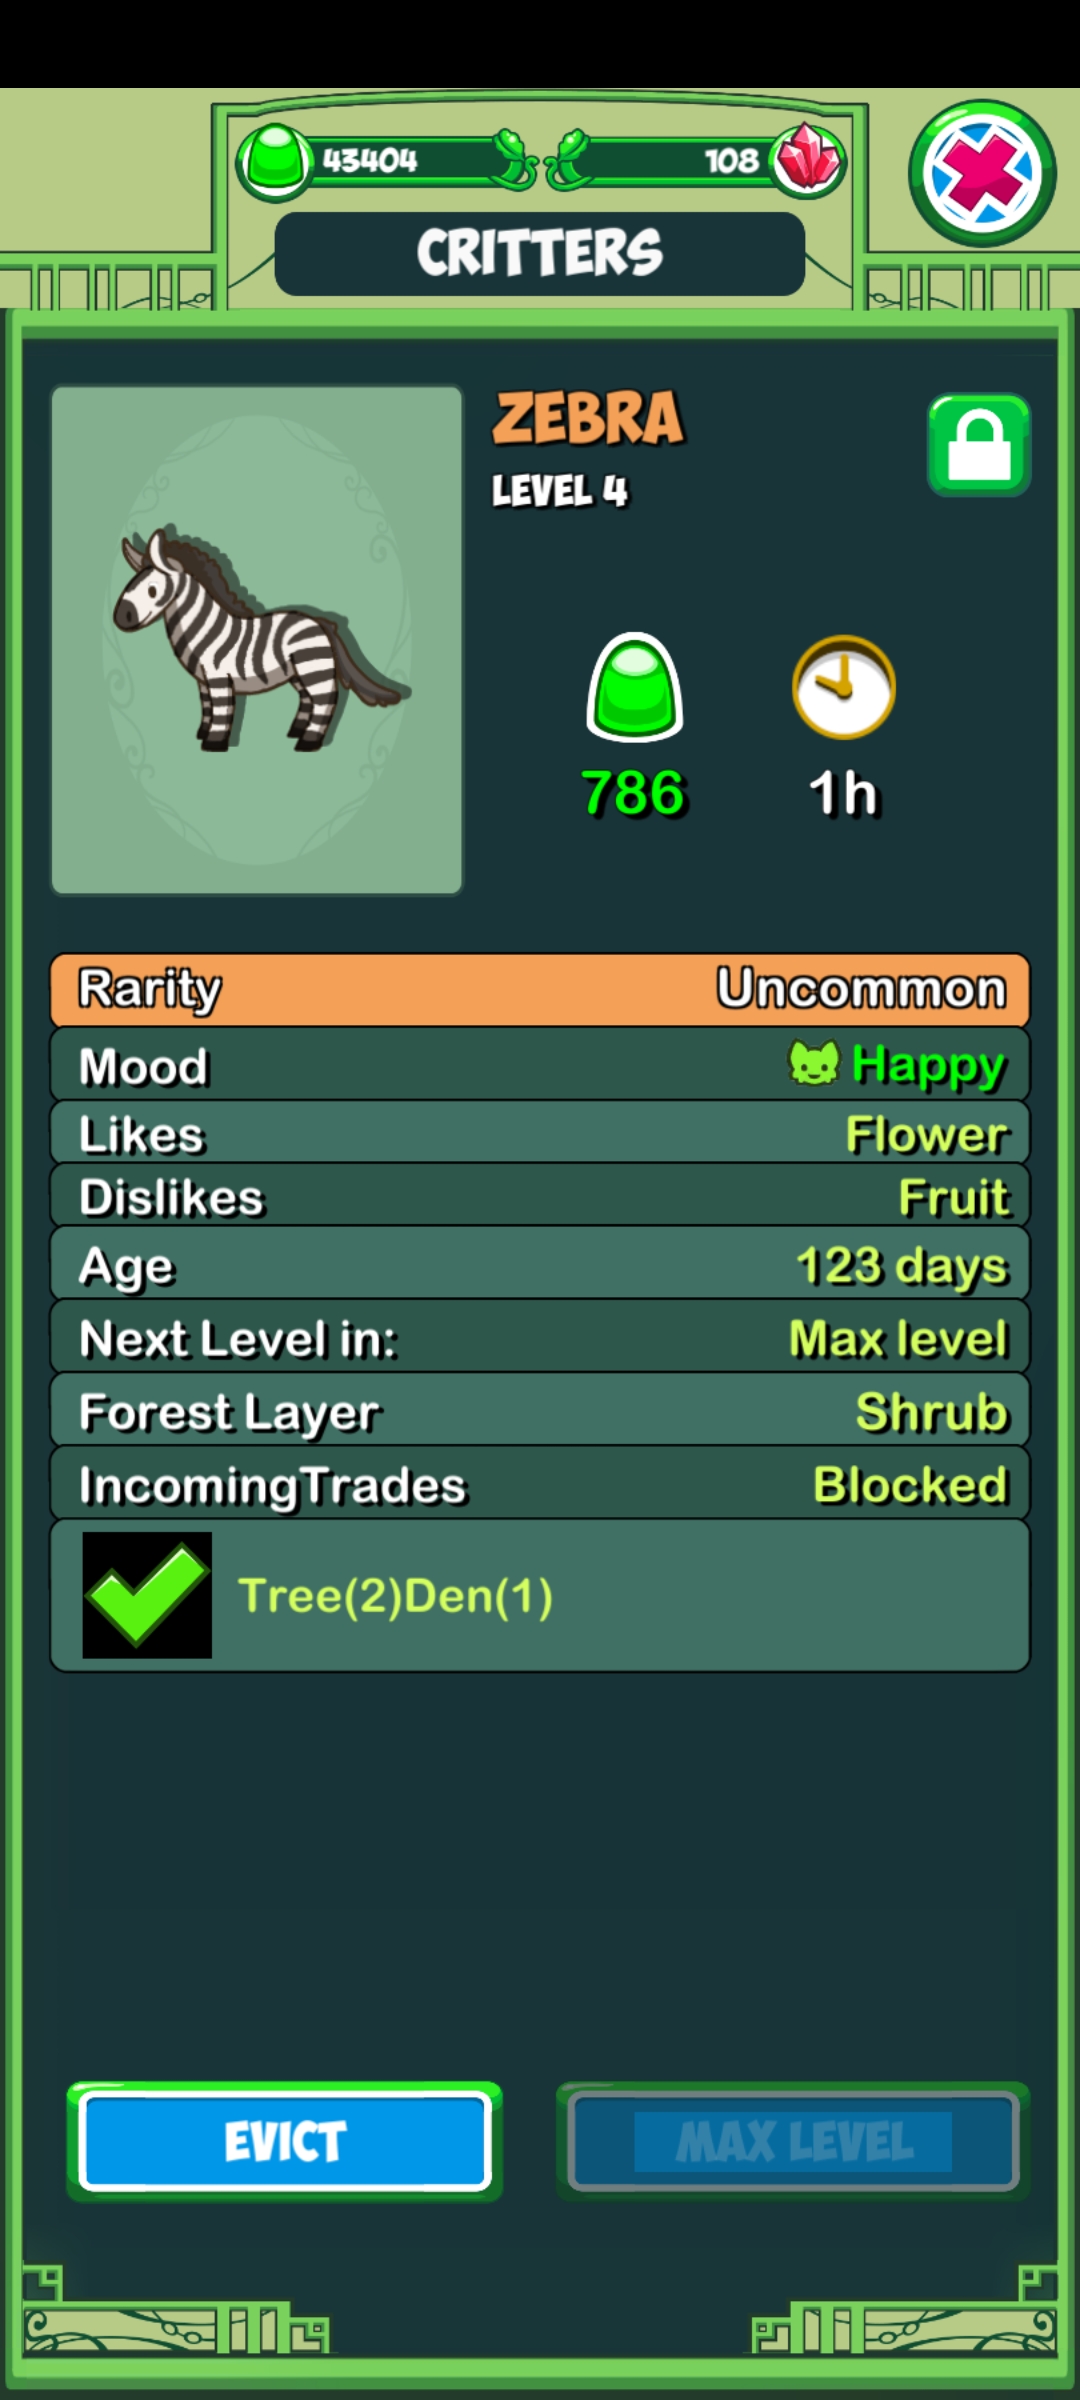 43404 108
CRITTERS
ZEBRA
LEVEL 4
786 1h
Rarity Uncommon
Mood Happy
Likes Flower
Dislikes Fruit
Age 123 days
Next Level in: Max level
Forest Layer Shrub
IncomingTrades Blocked
Tree(2)Den(1)
EVICT MAX LEVEL